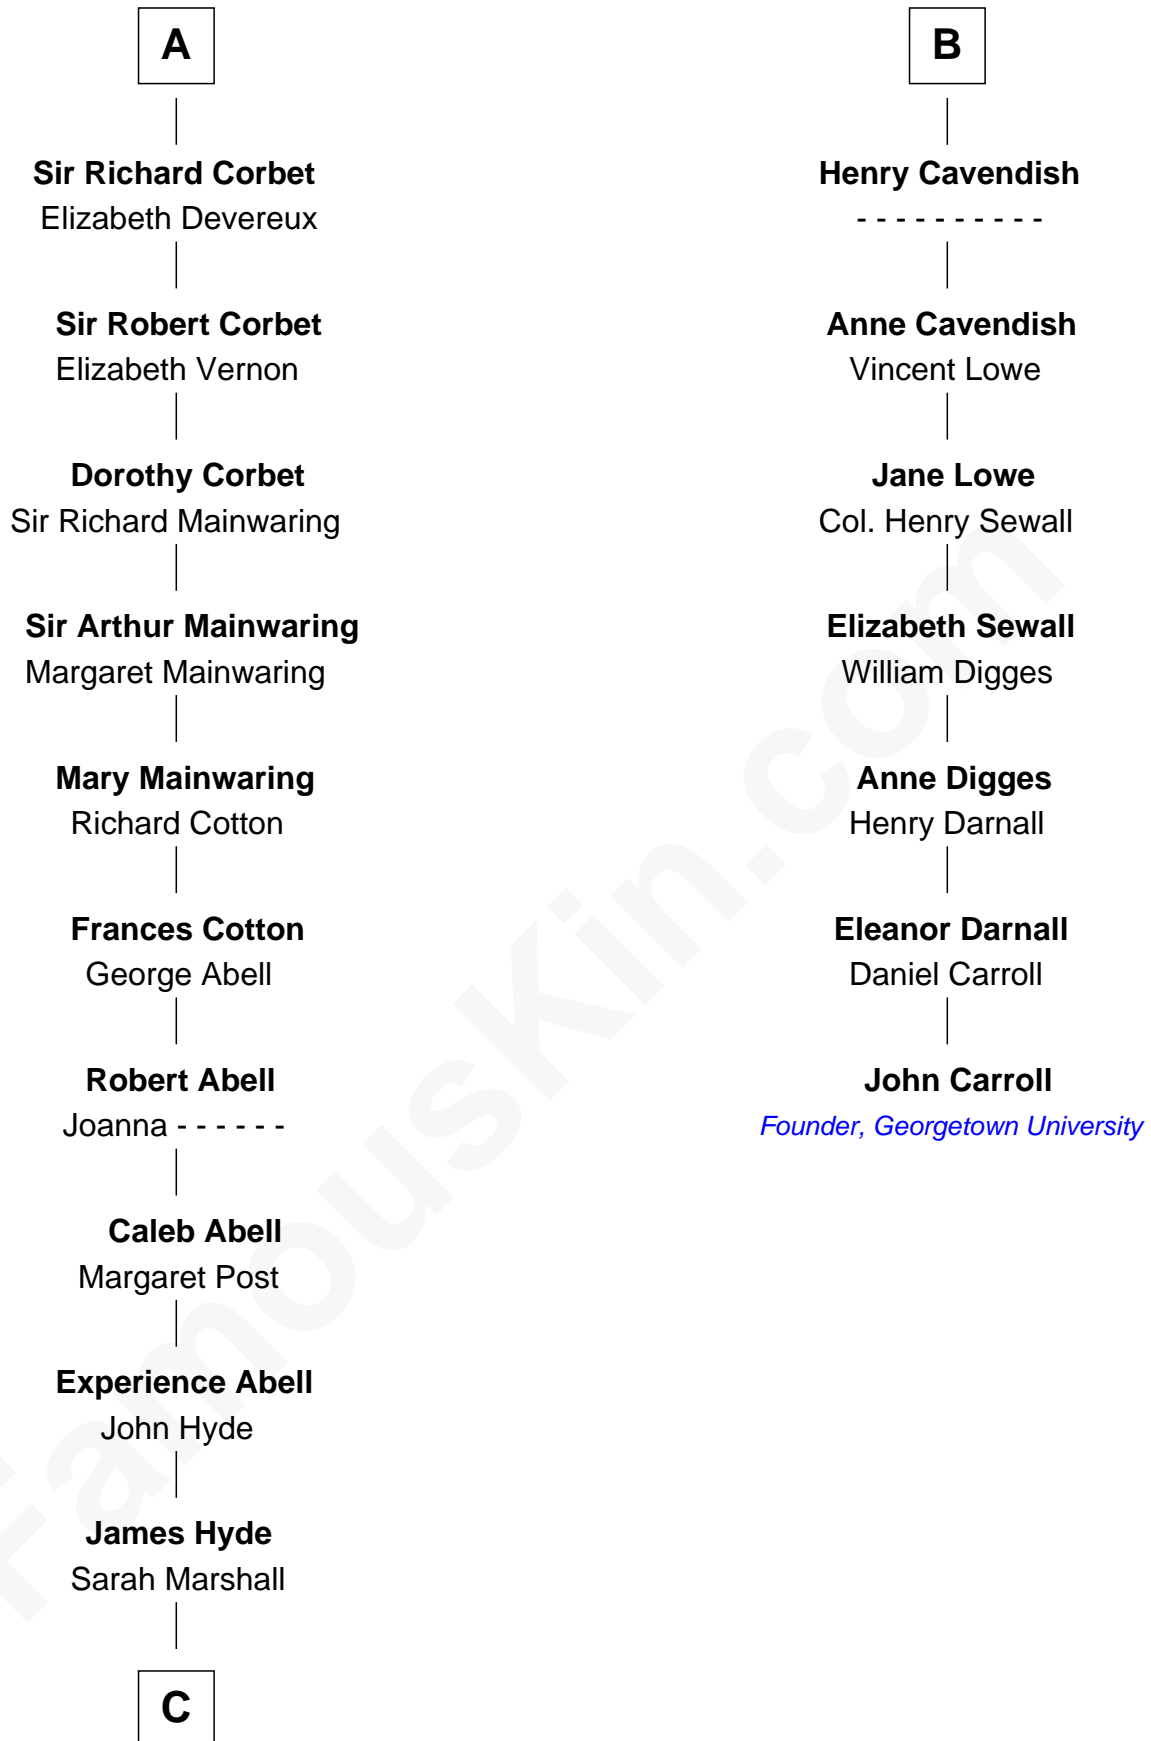 A
Sir Richard Corbet
Elizabeth Devereux
Sir Robert Corbet
Elizabeth Vernon
Dorothy Corbet
Sir Richard Mainwaring
Sir Arthur Mainwaring
Margaret Mainwaring
Mary Mainwaring
Richard Cotton
Frances Cotton
George Abell
Robert Abell
Joanna - - - - - -
Caleb Abell
Margaret Post
Experience Abell
John Hyde
James Hyde
Sarah Marshall
C
B
Henry Cavendish
- - - - - - - - - -
Anne Cavendish
Vincent Lowe
Jane Lowe
Col. Henry Sewall
Elizabeth Sewall
William Digges
Anne Digges
Henry Darnall
Eleanor Darnall
Daniel Carroll
John Carroll
Founder, Georgetown University
FamousKin.com